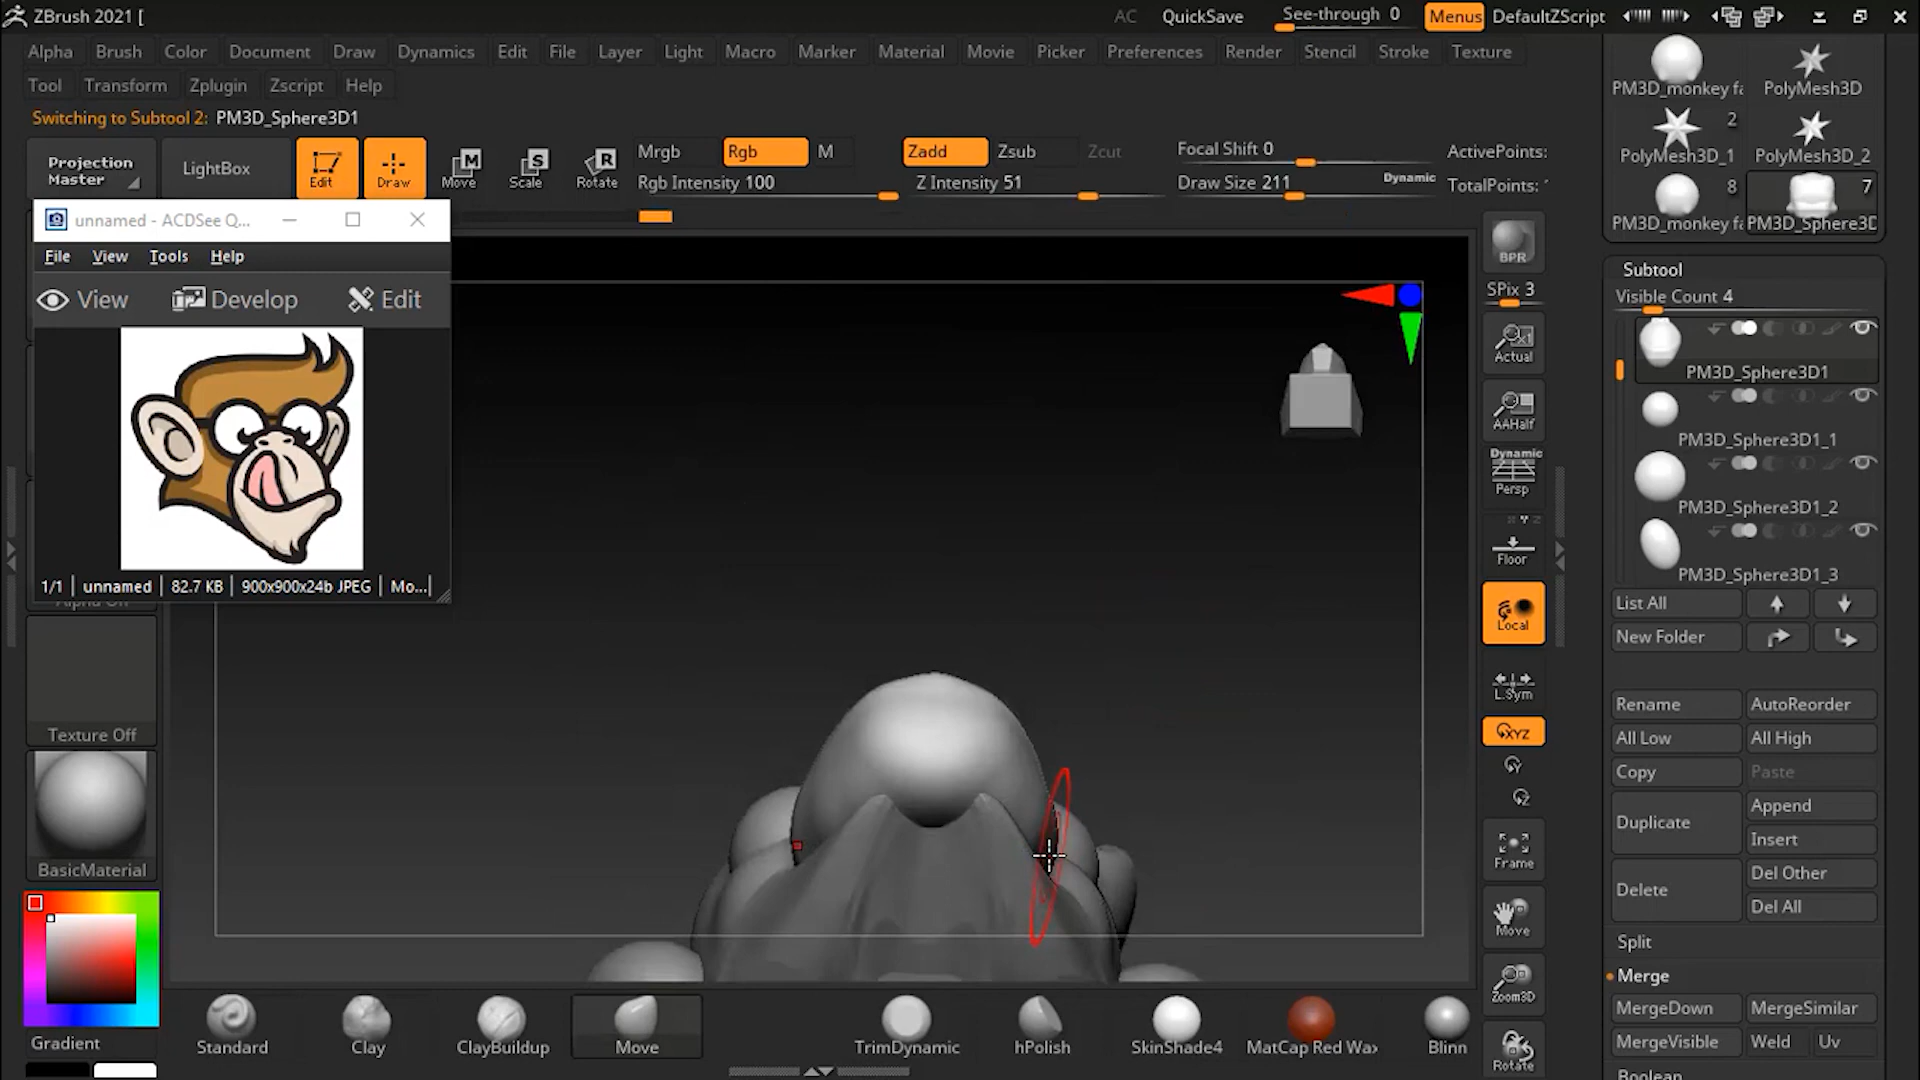 ZBrush 2021 [
AC QuickSave See-through 0 Menus DefaultZScript
Alpha Brush Color Document Draw Dynamics Edit File Layer Light Macro Marker Material Movie Picker Preferences Render Stencil Stroke Texture
Tool Transform Zplugin Zscript Help
Switching to Subtool 2: PM3D_Sphere3D1
Projection Master
LightBox
Edit
Draw
Move
Scale
Rotate
Mrgb Rgb M
Rgb Intensity 100
Zadd Zsub Zcut
Z Intensity 51
Focal Shift 0
Draw Size 211
Dynamic
ActivePoints:
TotalPoints:
unnamed - ACDSee Q...
File View Tools Help
View Develop Edit
1/1 unnamed 82.7 KB 900x900x24b JPEG Mo...
Alpha Off
Texture Off
BasicMaterial
Gradient
Standard
Clay
ClayBuildup
Move
TrimDynamic
hPolish
SkinShade4
MatCap Red Wax
Blinn
BPR
SPix 3
Actual
AAHalf
Dynamic
Persp
Floor
Local
L.Sym
XYZ
Y
Z
Frame
Move
Zoom3D
Rotate
PM3D_monkey fa PolyMesh3D
2
PolyMesh3D_1 PolyMesh3D_2
8 7
PM3D_monkey fa PM3D_Sphere3D
Subtool
Visible Count 4
PM3D_Sphere3D1
PM3D_Sphere3D1_1
PM3D_Sphere3D1_2
PM3D_Sphere3D1_3
List All
New Folder
Rename AutoReorder
All Low All High
Copy Paste
Duplicate Append
Insert
Delete Del Other
Del All
Split
Merge
MergeDown MergeSimilar
MergeVisible Weld Uv
Boolean